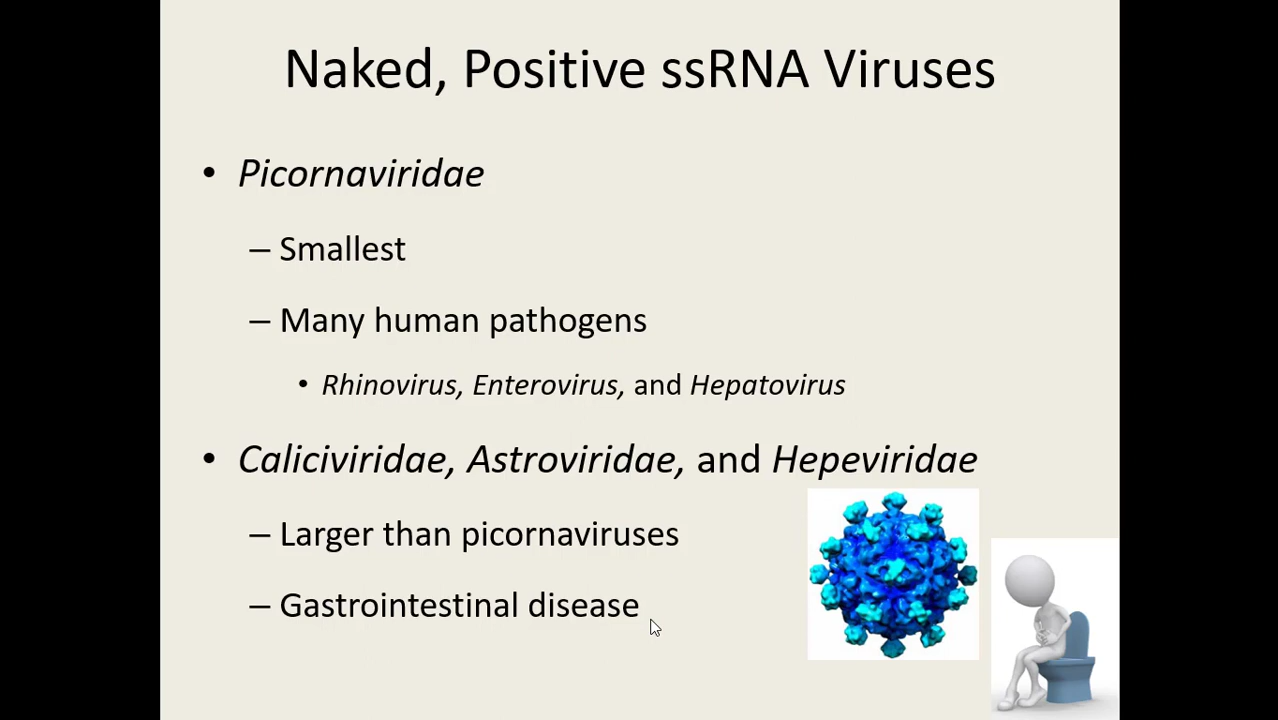 Naked, Positive ssRNA Viruses
• Picornaviridae
– Smallest
– Many human pathogens
• Rhinovirus, Enterovirus, and Hepatovirus
• Caliciviridae, Astroviridae, and Hepeviridae
– Larger than picornaviruses
– Gastrointestinal disease